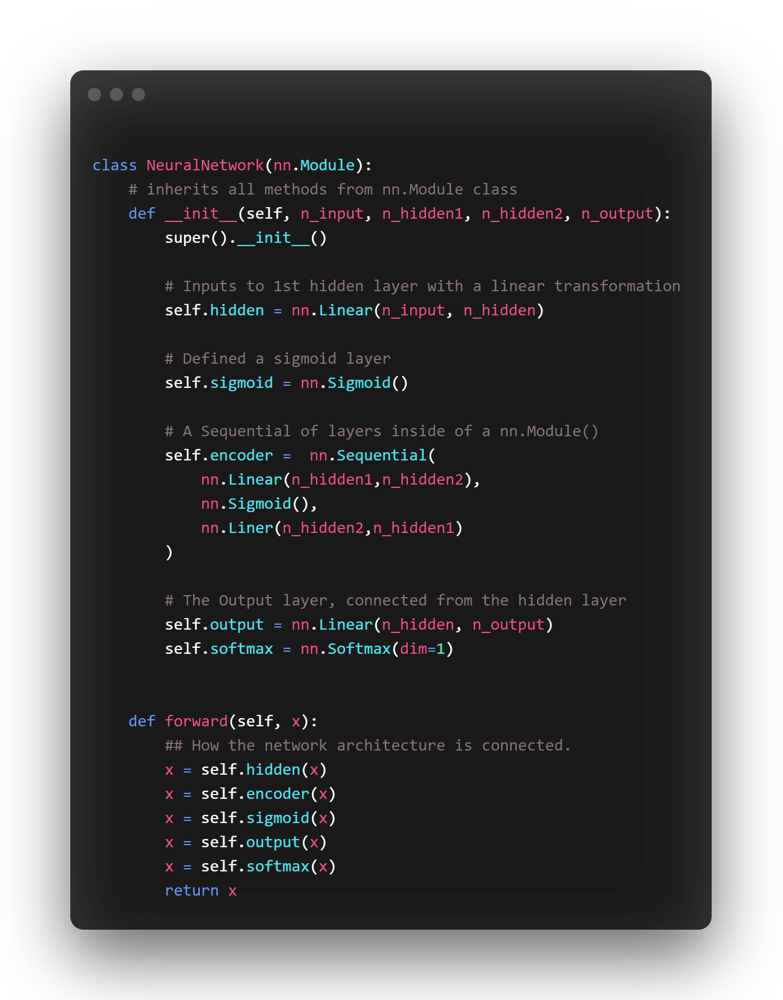 class NeuralNetwork(nn.Module):
    # inherits all methods from nn.Module class
    def __init__(self, n_input, n_hidden1, n_hidden2, n_output):
        super().__init__()

        # Inputs to 1st hidden layer with a linear transformation
        self.hidden = nn.Linear(n_input, n_hidden)

        # Defined a sigmoid layer
        self.sigmoid = nn.Sigmoid()

        # A Sequential of layers inside of a nn.Module()
        self.encoder =  nn.Sequential(
            nn.Linear(n_hidden1,n_hidden2),
            nn.Sigmoid(),
            nn.Liner(n_hidden2,n_hidden1)
        )

        # The Output layer, connected from the hidden layer
        self.output = nn.Linear(n_hidden, n_output)
        self.softmax = nn.Softmax(dim=1)


    def forward(self, x):
        ## How the network architecture is connected.
        x = self.hidden(x)
        x = self.encoder(x)
        x = self.sigmoid(x)
        x = self.output(x)
        x = self.softmax(x)
        return x